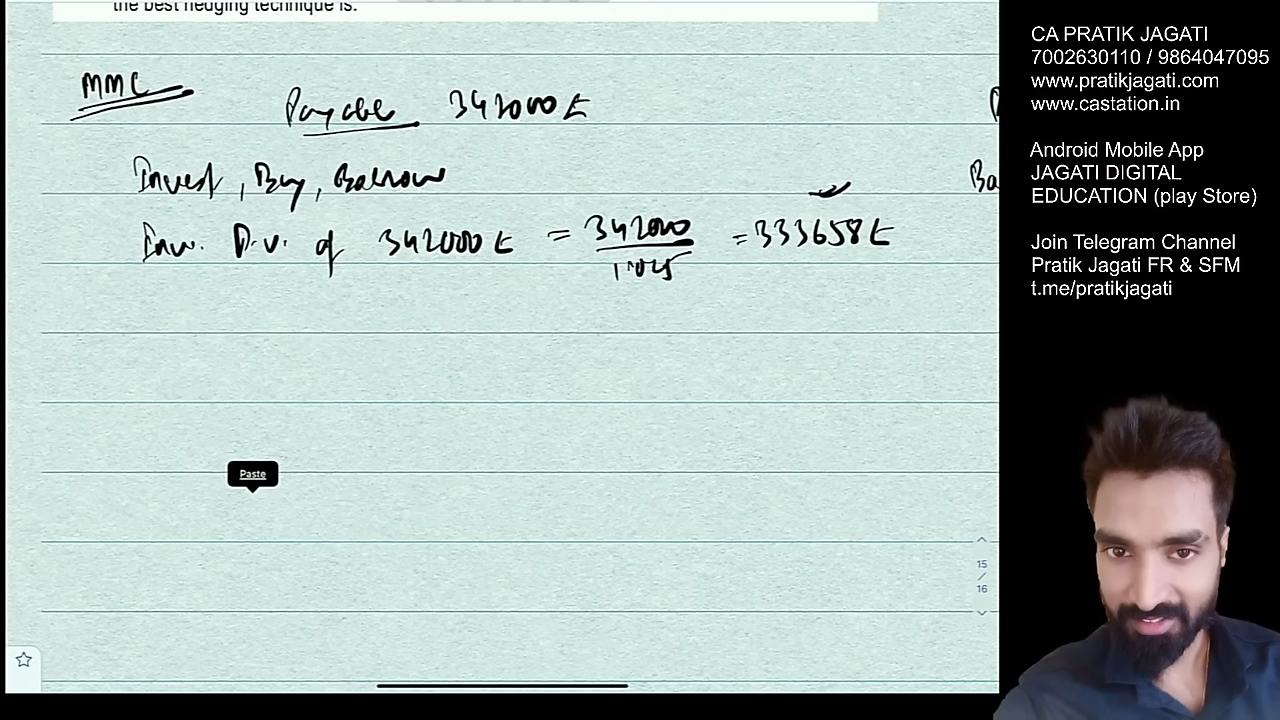 the best hedging technique is:
MMC
Payable 342000 £
Invest, Buy, Borrow
Inv. P.V. of 342000 £ = 342000 / 1.025 = 333658 £
Ba
Paste
15
/
16
CA PRATIK JAGATI
7002630110 / 9864047095
www.pratikjagati.com
www.castation.in
Android Mobile App
JAGATI DIGITAL
EDUCATION (play Store)
Join Telegram Channel
Pratik Jagati FR & SFM
t.me/pratikjagati